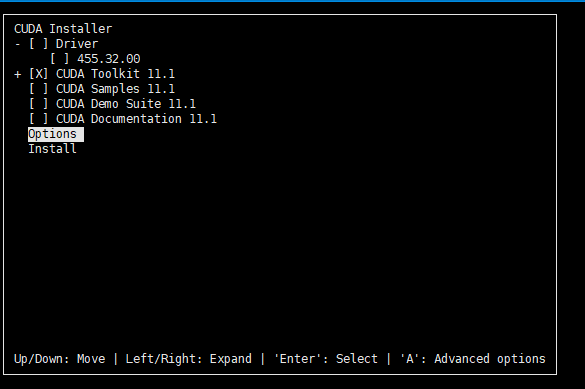 CUDA Installer
- [ ] Driver
[ ] 455.32.00
+ [X] CUDA Toolkit 11.1
[ ] CUDA Samples 11.1
[ ] CUDA Demo Suite 11.1
[ ] CUDA Documentation 11.1
Options
Install
Up/Down: Move | Left/Right: Expand | 'Enter': Select | 'A': Advanced options